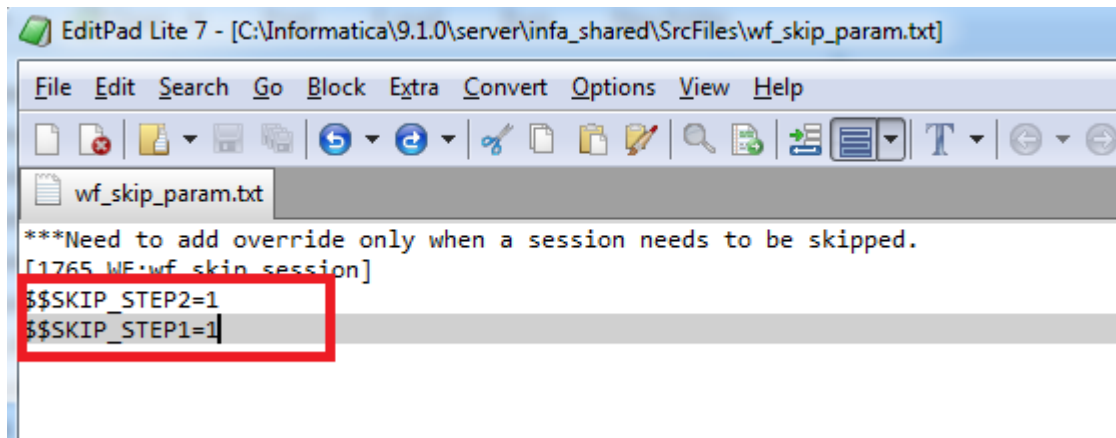 EditPad Lite 7 - [C:\Informatica\9.1.0\server\infa_shared\SrcFiles\wf_skip_param.txt]
File Edit Search Go Block Extra Convert Options View Help
wf_skip_param.txt
***Need to add override only when a session needs to be skipped.
[1765_WF:wf_skip_session]
$$SKIP_STEP2=1
$$SKIP_STEP1=1